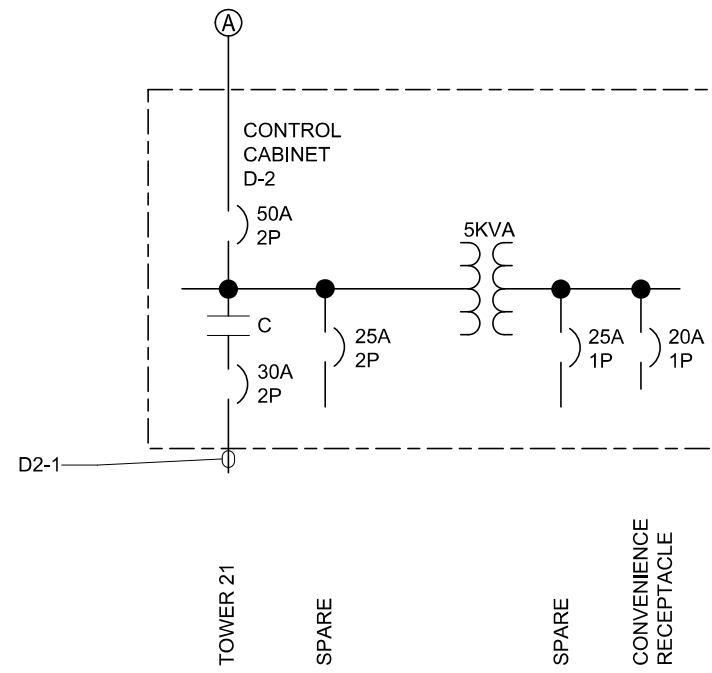 A
CONTROL
CABINET
D-2
50A
2P
5KVA
C
25A
2P
25A
1P
20A
1P
30A
2P
D2-1
TOWER 21
SPARE
SPARE
CONVENIENCE
RECEPTACLE